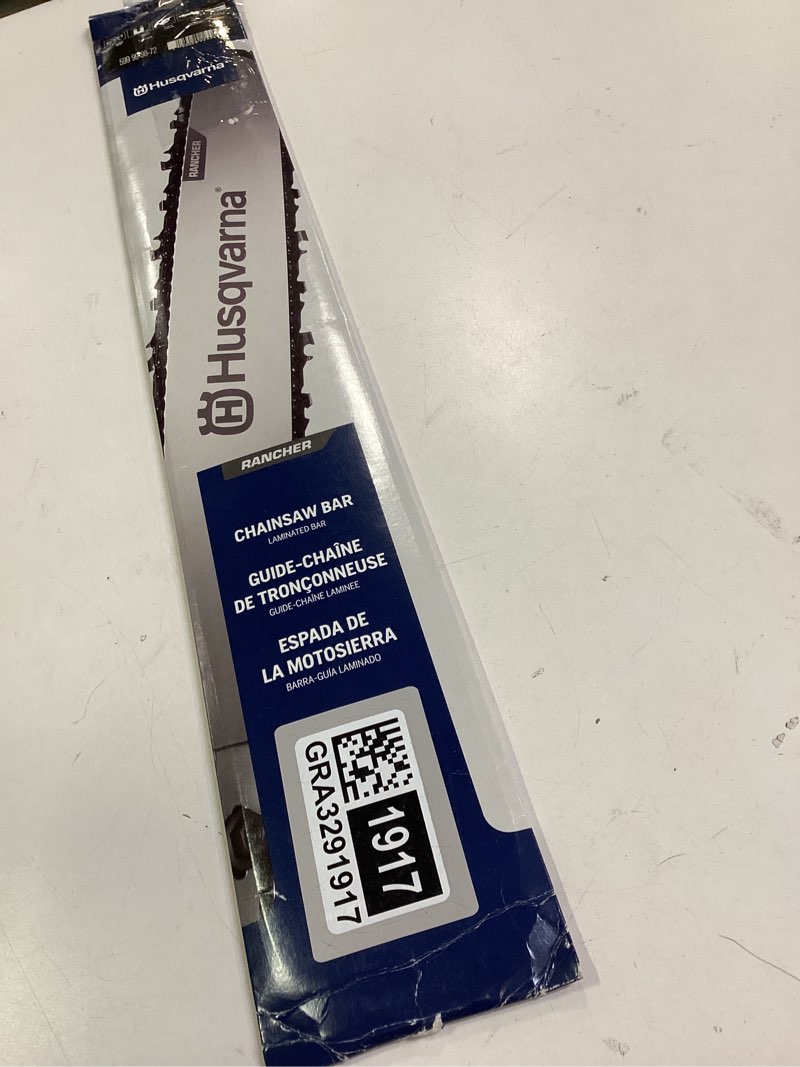 Husqvarna
RANCHER
Husqvarna®
RANCHER
CHAINSAW BAR
LAMINATED BAR
GUIDE-CHAÎNE
DE TRONÇONNEUSE
GUIDE-CHAÎNE LAMINEE
ESPADA DE
LA MOTOSIERRA
BARRA-GUÍA LAMINADO
1917
GRA3291917